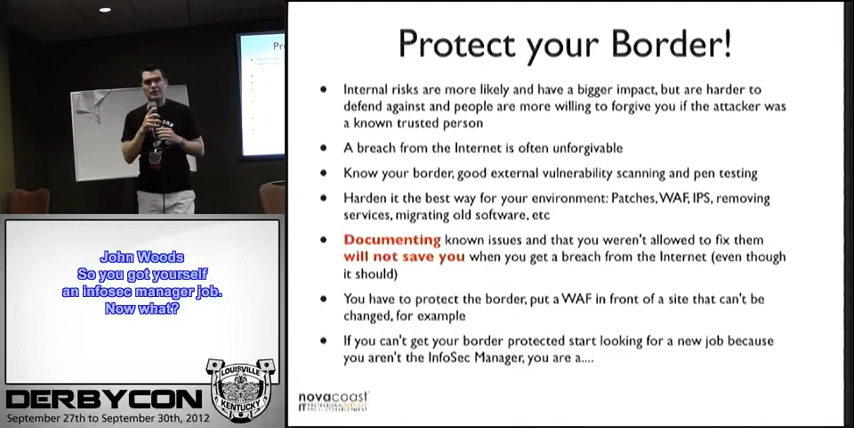 Protect your Border!
• Internal risks are more likely and have a bigger impact, but are harder to
defend against and people are more willing to forgive you if the attacker was
a known trusted person
• A breach from the Internet is often unforgivable
• Know your border, good external vulnerability scanning and pen testing
• Harden it the best way for your environment: Patches, WAF, IPS, removing
services, migrating old software, etc
• Documenting known issues and that you weren't allowed to fix them
will not save you when you get a breach from the Internet (even though
it should)
• You have to protect the border, put a WAF in front of a site that can't be
changed, for example
• If you can't get your border protected start looking for a new job because
you aren't the InfoSec Manager, you are a....
novacoast
IT
John Woods
So you got yourself
an infosec manager job.
Now what?
LOUISVILLE
KENTUCKY
DERBYCON
September 27th to September 30th, 2012